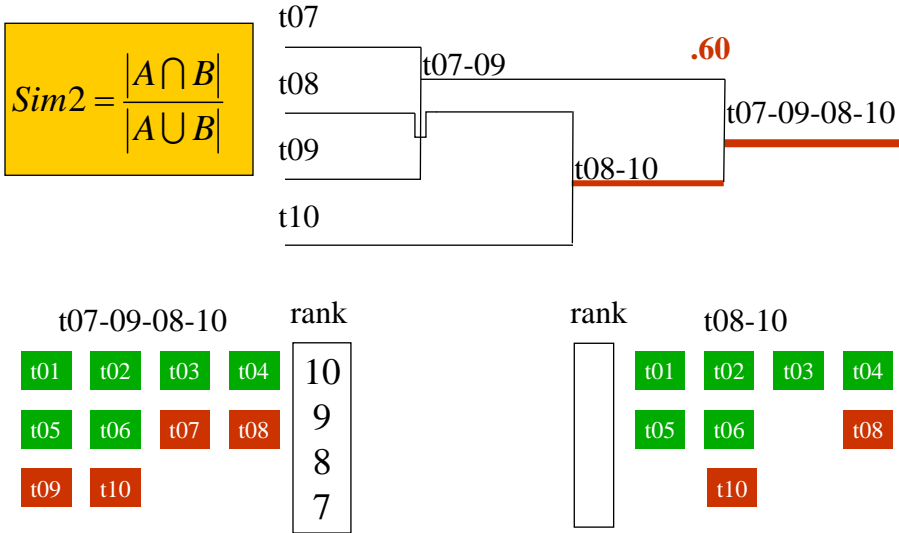 Sim2 = |A ⋂ B| / |A ⋃ B|
t07
t08
t09
t10
t07-09
.60
t07-09-08-10
t08-10
t07-09-08-10
rank
t01 t02 t03 t04
t05 t06 t07 t08
t09 t10
10
9
8
7
rank
t08-10
t01 t02 t03 t04
t05 t06 t08
t10